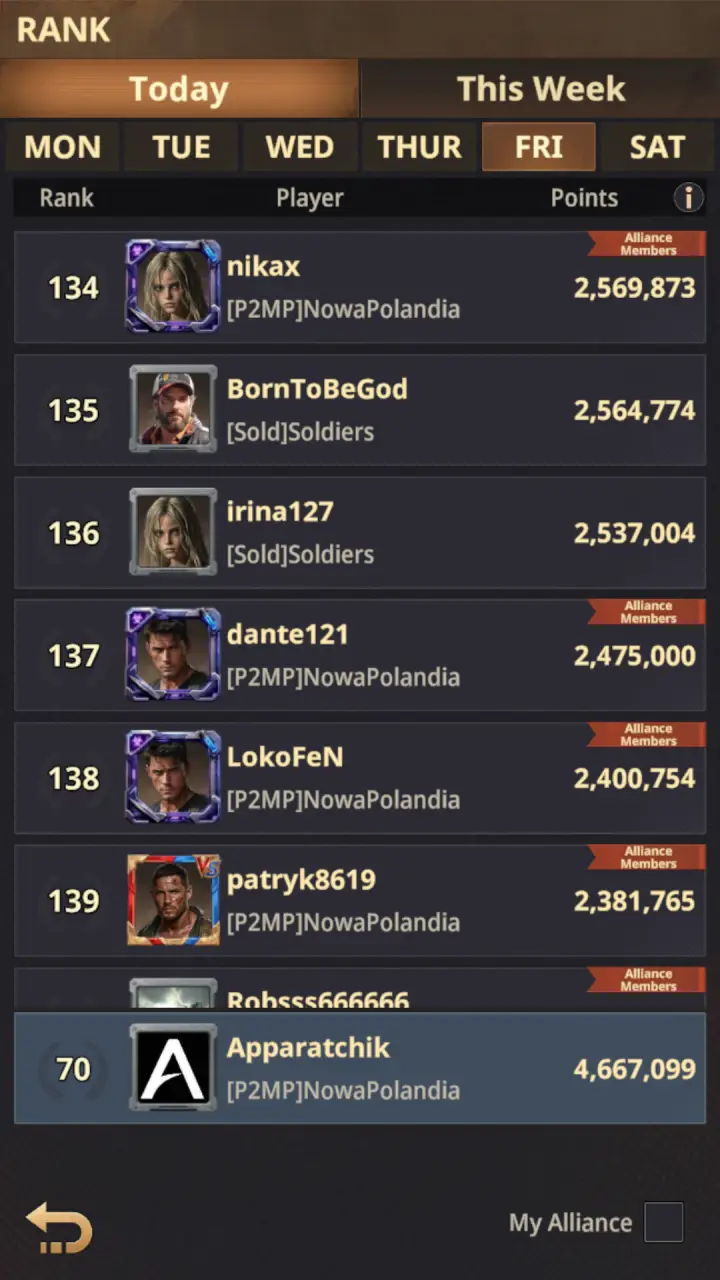 RANK
Today
This Week
MON
TUE
WED
THUR
FRI
SAT
Rank
Player
Points
Alliance
Members
134
nikax
[P2MP]NowaPolandia
2,569,873
135
BornToBeGod
[Sold]Soldiers
2,564,774
136
irina127
[Sold]Soldiers
2,537,004
Alliance
Members
137
dante121
[P2MP]NowaPolandia
2,475,000
Alliance
Members
138
LokoFeN
[P2MP]NowaPolandia
2,400,754
Alliance
Members
139
VS
patryk8619
[P2MP]NowaPolandia
2,381,765
Alliance
Members
Robsss666666
70
Apparatchik
[P2MP]NowaPolandia
4,667,099
My Alliance